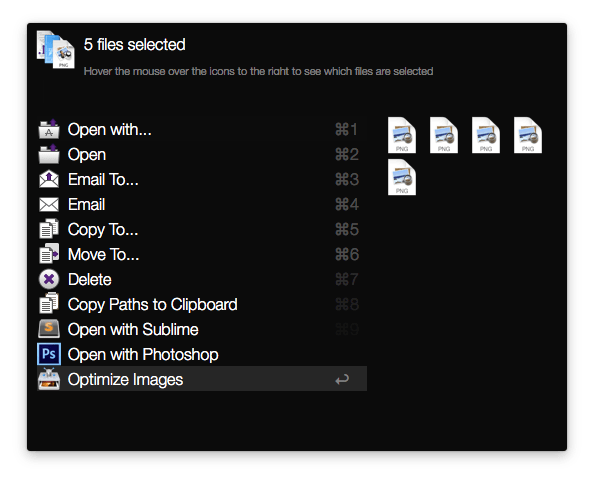 5 files selected
Hover the mouse over the icons to the right to see which files are selected
PNG
Open with... ⌘1
Open ⌘2
Email To... ⌘3
Email ⌘4
Copy To... ⌘5
Move To... ⌘6
Delete ⌘7
Copy Paths to Clipboard ⌘8
S Open with Sublime ⌘9
Ps Open with Photoshop
Optimize Images ↩
PNG PNG PNG PNG
PNG